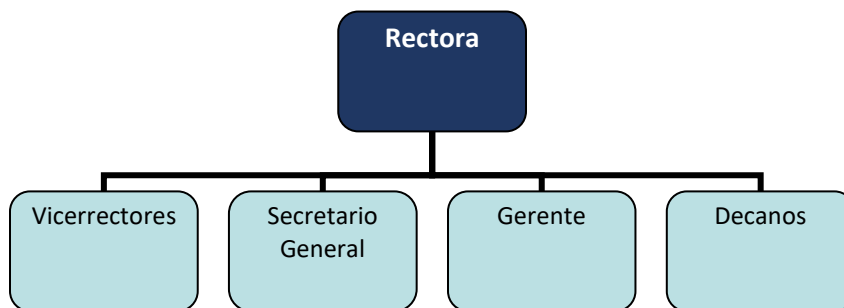 Rectora
Vicerrectores
Secretario
General
Gerente
Decanos